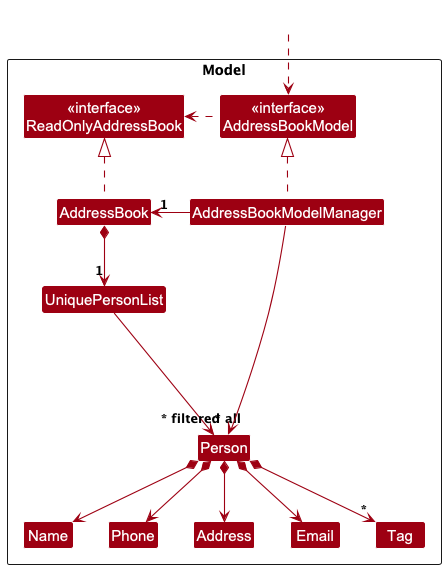 Model
«interface»
ReadOnlyAddressBook
«interface»
AddressBookModel
AddressBook
1
AddressBookModelManager
1
UniquePersonList
* filtered all
Person
*
Name
Phone
Address
Email
Tag